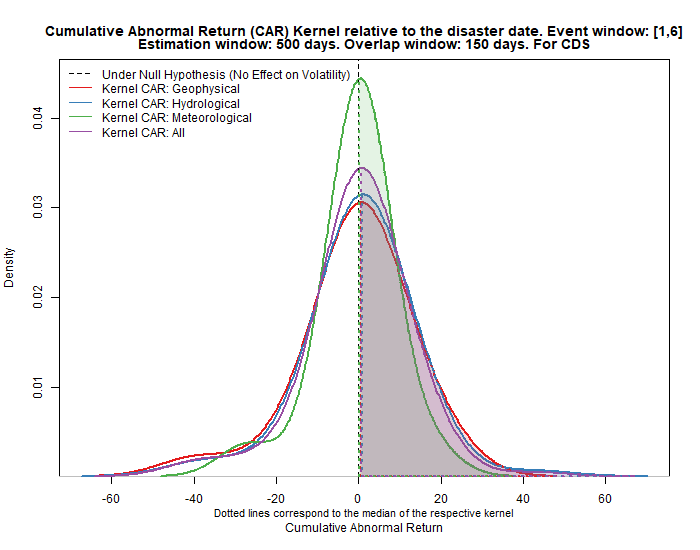 Cumulative Abnormal Return (CAR) Kernel relative to the disaster date. Event window: [1,6]
Estimation window: 500 days. Overlap window: 150 days. For CDS
Under Null Hypothesis (No Effect on Volatility)
Kernel CAR: Geophysical
Kernel CAR: Hydrological
Kernel CAR: Meteorological
Kernel CAR: All
0.04
0.03
0.02
0.01
Density
-60 -40 -20 0 20 40 60
Dotted lines correspond to the median of the respective kernel
Cumulative Abnormal Return